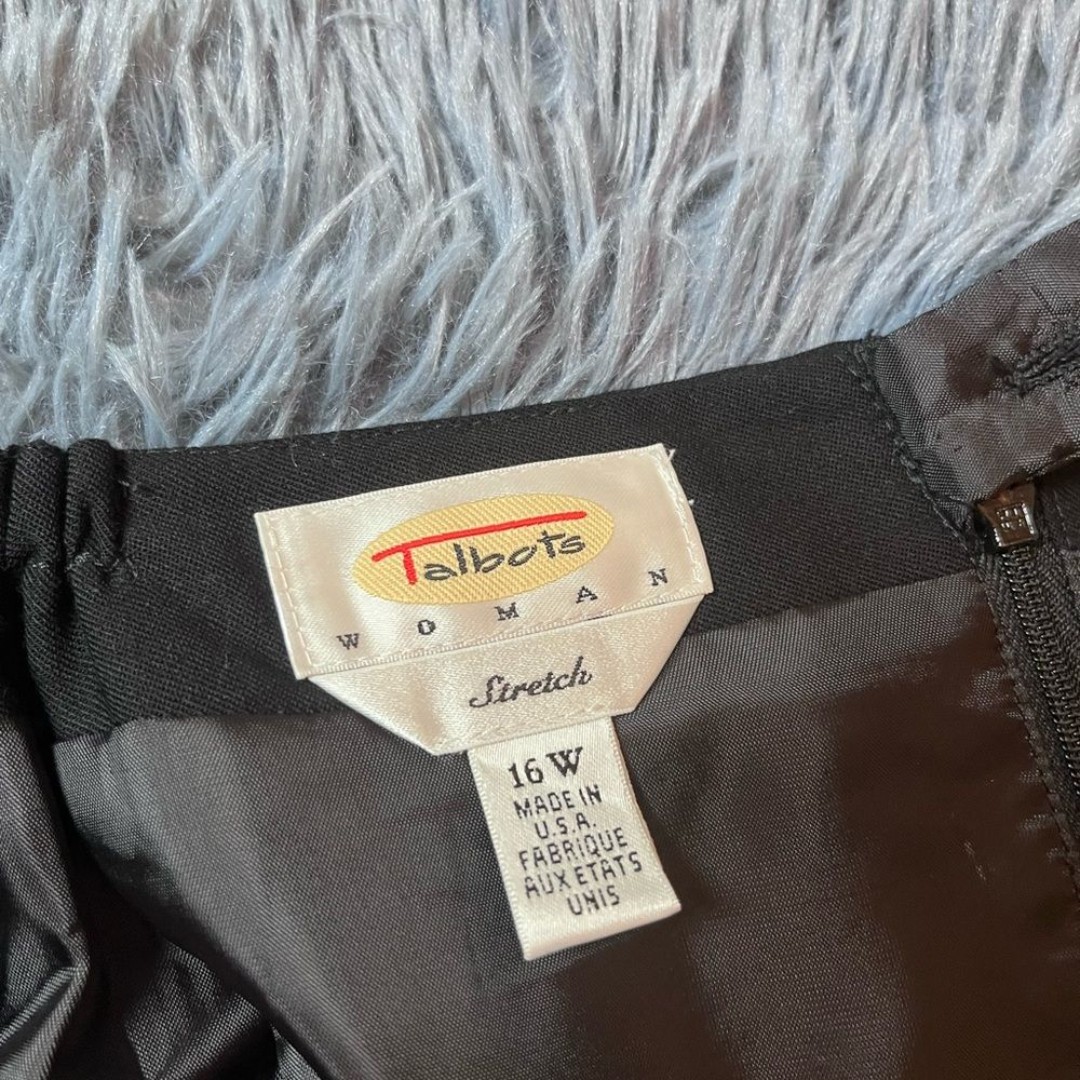 Talbots
WOMAN
Stretch
16 W
MADE IN
U.S.A.
FABRIQUE
AUX ETATS
UNIS